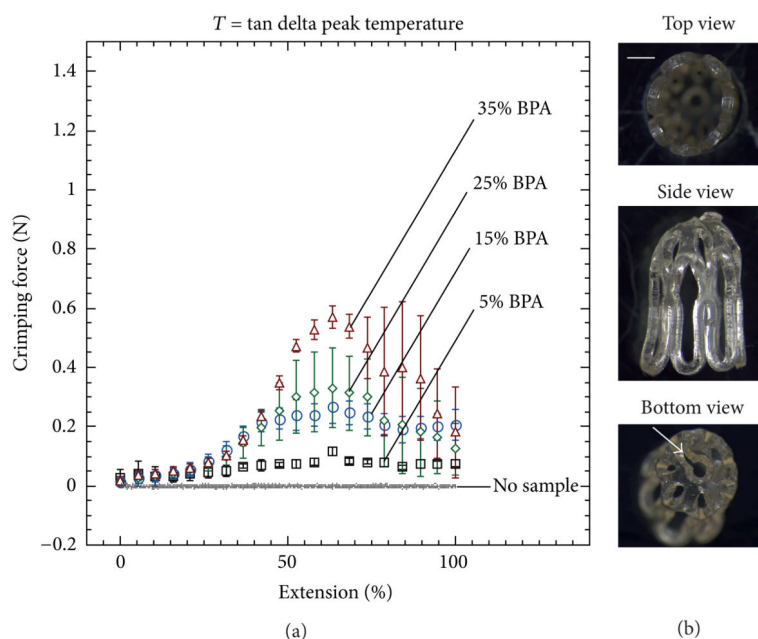 T = tan delta peak temperature
1.4
1.2
1
0.8
0.6
0.4
0.2
0
−0.2
Crimping force (N)
35% BPA
25% BPA
15% BPA
5% BPA
No sample
0
50
100
Extension (%)
(a)
Top view
Side view
Bottom view
(b)